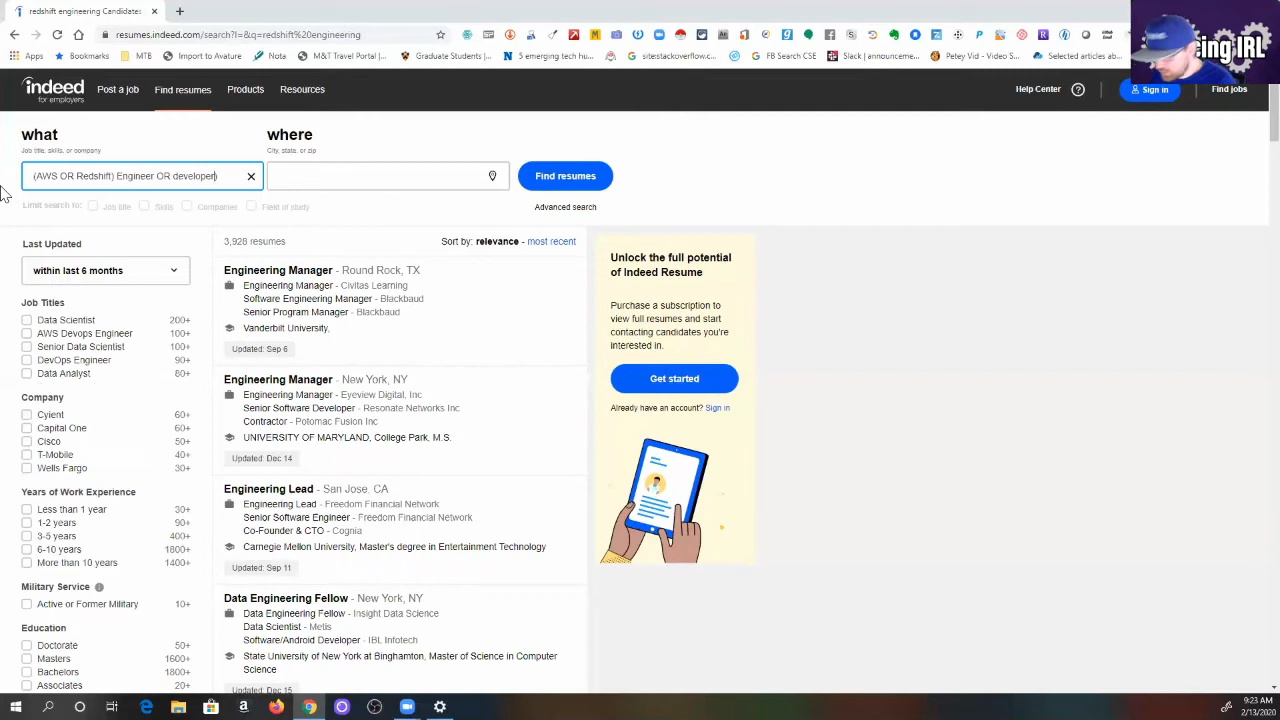 redshift engineering Candidates
resumes.indeed.com/search?l=&q=redshift%20engineering
Apps
Bookmarks
MTB
Import to Avature
Nota
M&T Portal | Travel...
Graduate Students |...
5 emerging tech hu...
site:stackoverflow.c...
FB Search CSE
Slack | announceme...
Petey Vid - Video S...
Selected articles ab...
cing IRL
indeed
for employers
Post a job
Find resumes
Products
Resources
Help Center
Sign in
Find jobs
what
where
Job title, skills, or company
City, state, or zip
(AWS OR Redshift) Engineer OR developer)
Find resumes
Limit search to:
Job title
Skills
Companies
Field of study
Advanced search
Last Updated
within last 6 months
Job Titles
Data Scientist 200+
AWS Devops Engineer 100+
Senior Data Scientist 100+
DevOps Engineer 90+
Data Analyst 80+
Company
Cyient 60+
Capital One 60+
Cisco 50+
T-Mobile 40+
Wells Fargo 30+
Years of Work Experience
Less than 1 year 30+
1-2 years 90+
3-5 years 400+
6-10 years 1800+
More than 10 years 1400+
Military Service
Active or Former Military 10+
Education
Doctorate 50+
Masters 1600+
Bachelors 1800+
Associates 20+
3,928 resumes
Sort by: relevance - most recent
Engineering Manager - Round Rock, TX
Engineering Manager - Civitas Learning
Software Engineering Manager - Blackbaud
Senior Program Manager - Blackbaud
Vanderbilt University,
Updated: Sep 6
Engineering Manager - New York, NY
Engineering Manager - Eyeview Digital, Inc
Senior Software Developer - Resonate Networks Inc
Contractor - Potomac Fusion Inc
UNIVERSITY OF MARYLAND, College Park, M.S.
Updated: Dec 14
Engineering Lead - San Jose, CA
Engineering Lead - Freedom Financial Network
Senior Software Engineer - Freedom Financial Network
Co-Founder & CTO - Cognia
Carnegie Mellon University, Master's degree in Entertainment Technology
Updated: Sep 11
Data Engineering Fellow - New York, NY
Data Engineering Fellow - Insight Data Science
Data Scientist - Metis
Software/Android Developer - IBL Infotech
State University of New York at Binghamton, Master of Science in Computer
Science
Updated: Dec 15
Unlock the full potential
of Indeed Resume
Purchase a subscription to
view full resumes and start
contacting candidates you're
interested in.
Get started
Already have an account? Sign in
9:23 AM
2/13/2020